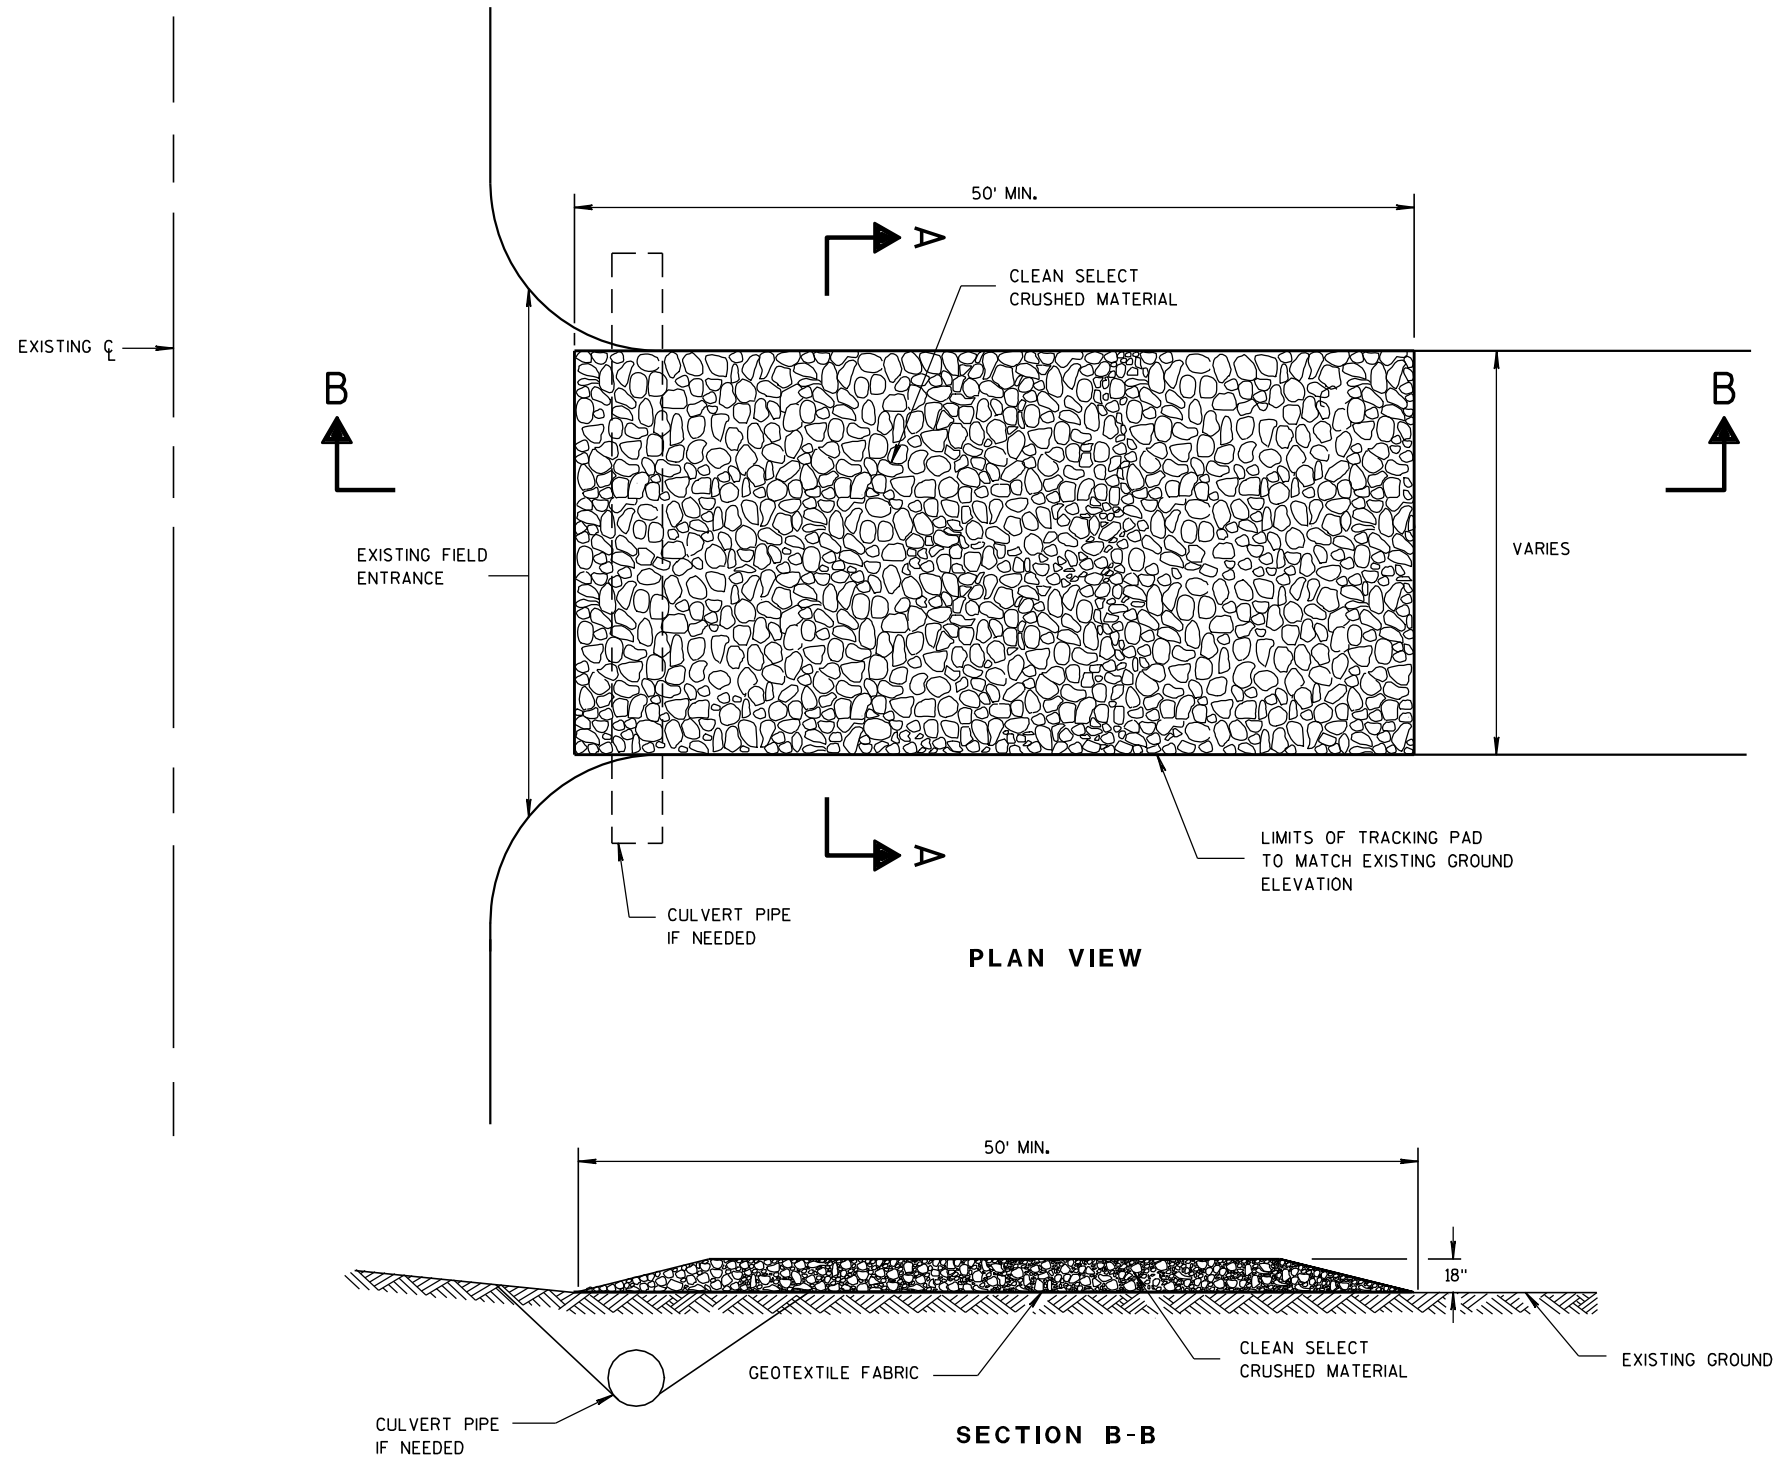 50' MIN.
A
CLEAN SELECT
CRUSHED MATERIAL
EXISTING ℄
B
B
EXISTING FIELD
ENTRANCE
VARIES
LIMITS OF TRACKING PAD
TO MATCH EXISTING GROUND
ELEVATION
A
CULVERT PIPE
IF NEEDED
PLAN VIEW
50' MIN.
18"
GEOTEXTILE FABRIC
CLEAN SELECT
CRUSHED MATERIAL
EXISTING GROUND
CULVERT PIPE
IF NEEDED
SECTION B-B